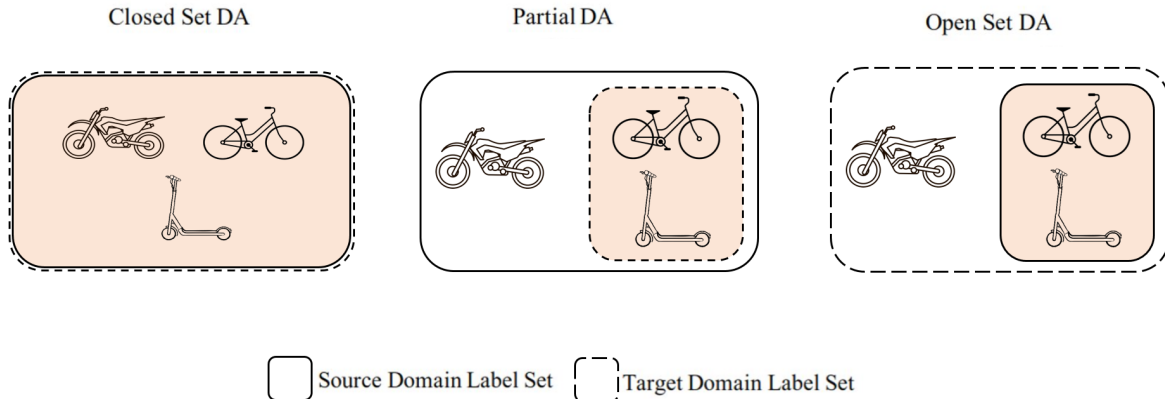 Closed Set DA
Partial DA
Open Set DA
Source Domain Label Set
Target Domain Label Set